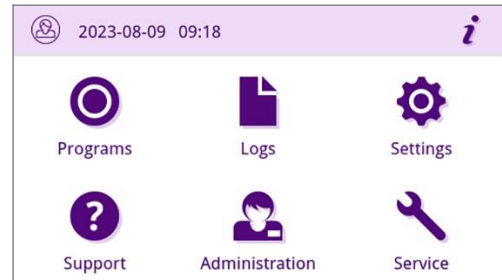 2023-08-09 09:18 i
Programs Logs Settings
?
Support Administration Service